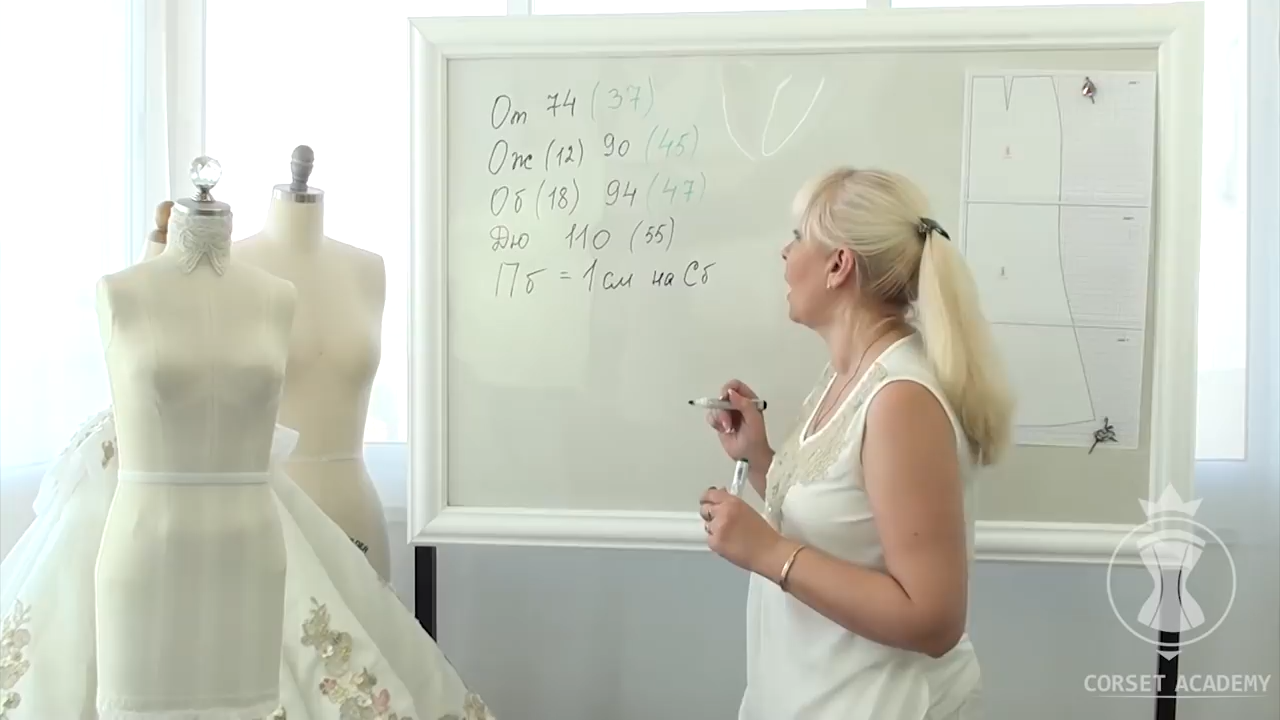 От 74 (37)
Ож (12) 90 (45)
Об (18) 94 (47)
Дю 110 (55)
Пб = 1 см на Сб
CORSET ACADEMY